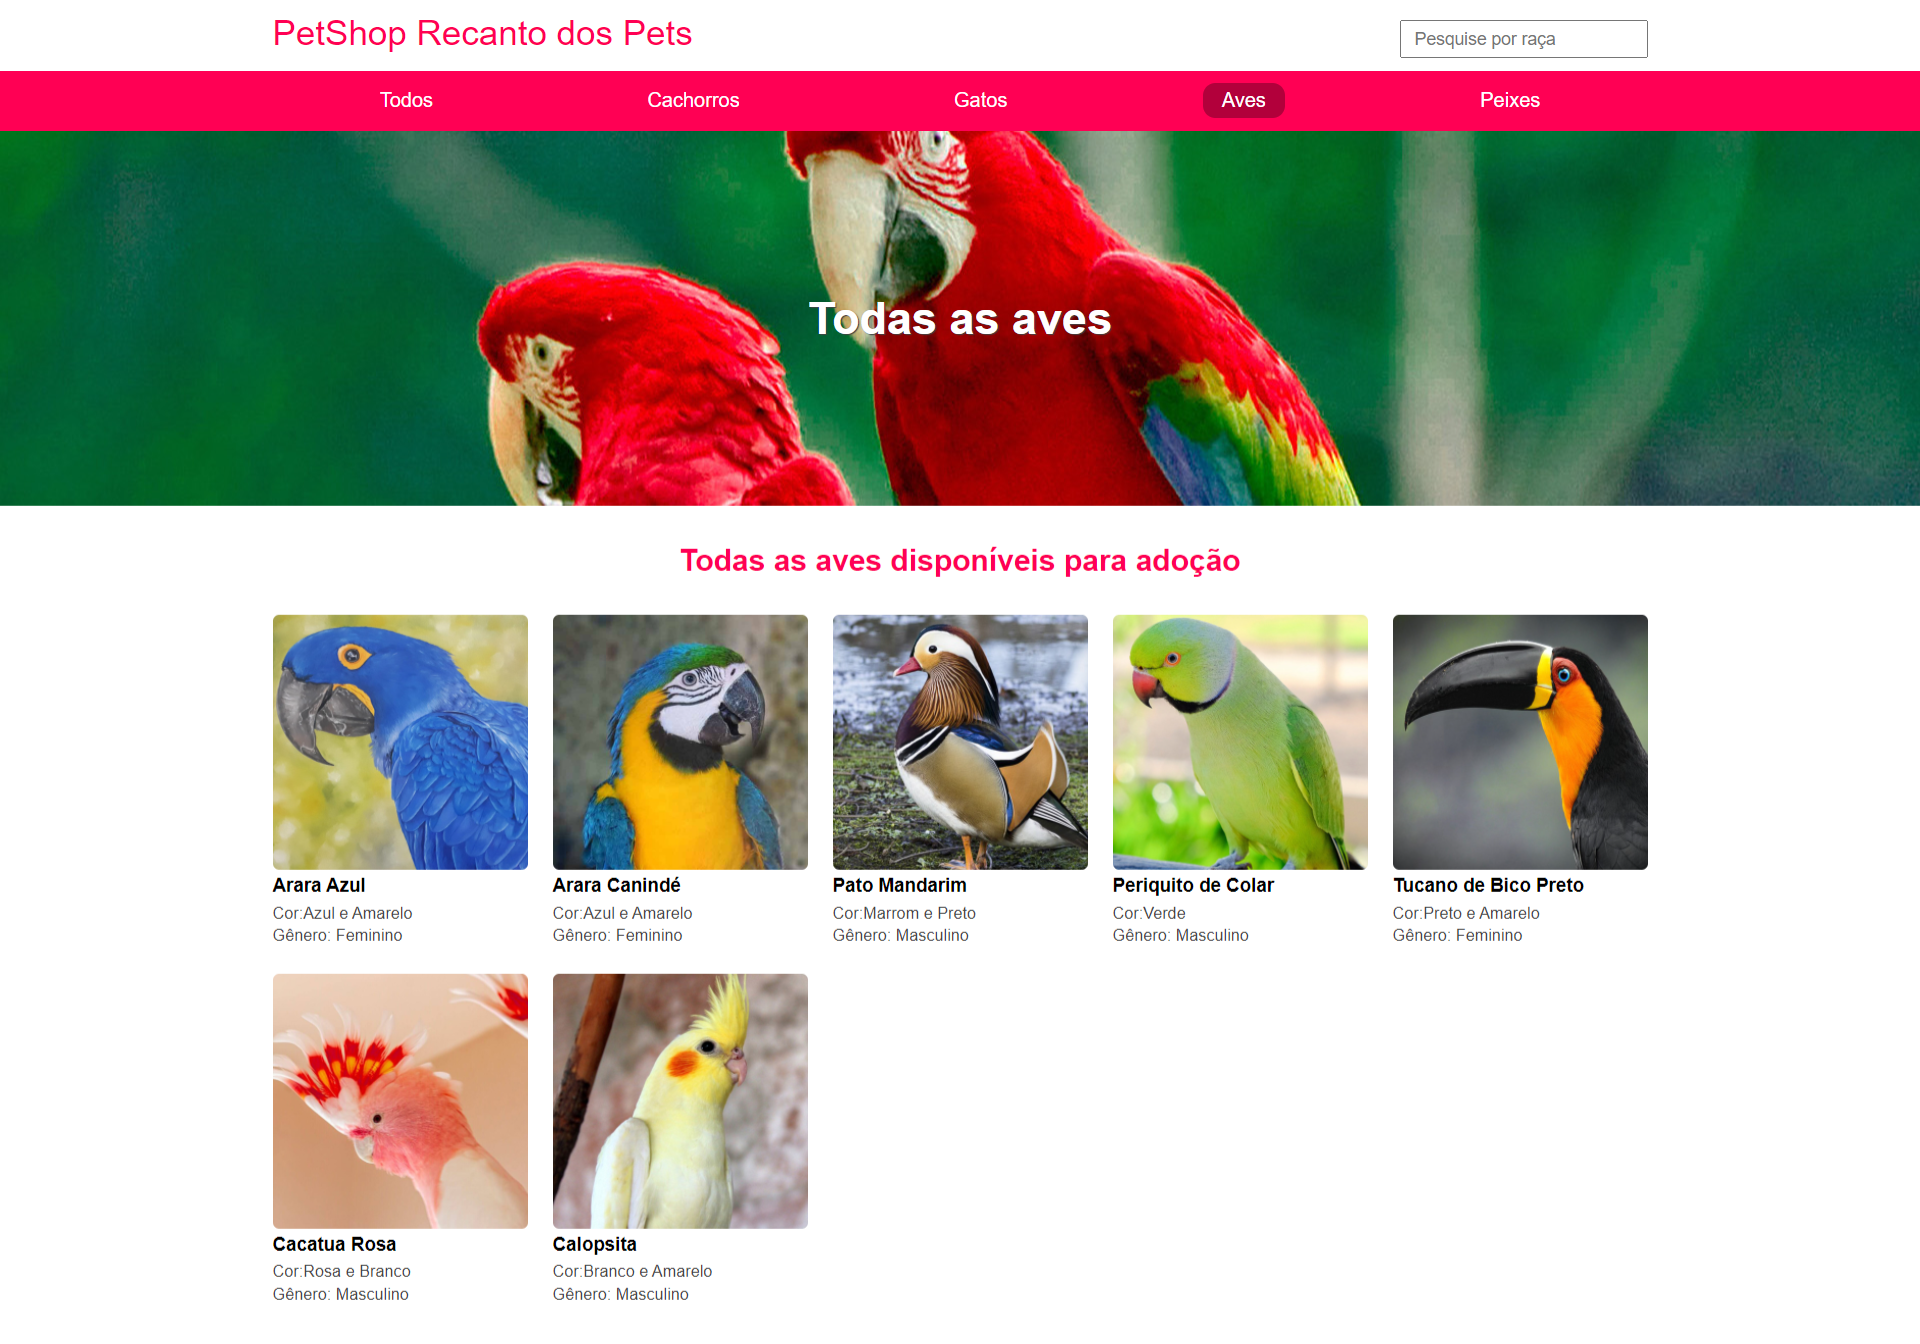 PetShop Recanto dos Pets
Pesquise por raça
Todos Cachorros Gatos Aves Peixes
Todas as aves
Todas as aves disponíveis para adoção
Arara Azul
Cor:Azul e Amarelo
Gênero: Feminino
Arara Canindé
Cor:Azul e Amarelo
Gênero: Feminino
Pato Mandarim
Cor:Marrom e Preto
Gênero: Masculino
Periquito de Colar
Cor:Verde
Gênero: Masculino
Tucano de Bico Preto
Cor:Preto e Amarelo
Gênero: Feminino
Cacatua Rosa
Cor:Rosa e Branco
Gênero: Masculino
Calopsita
Cor:Branco e Amarelo
Gênero: Masculino